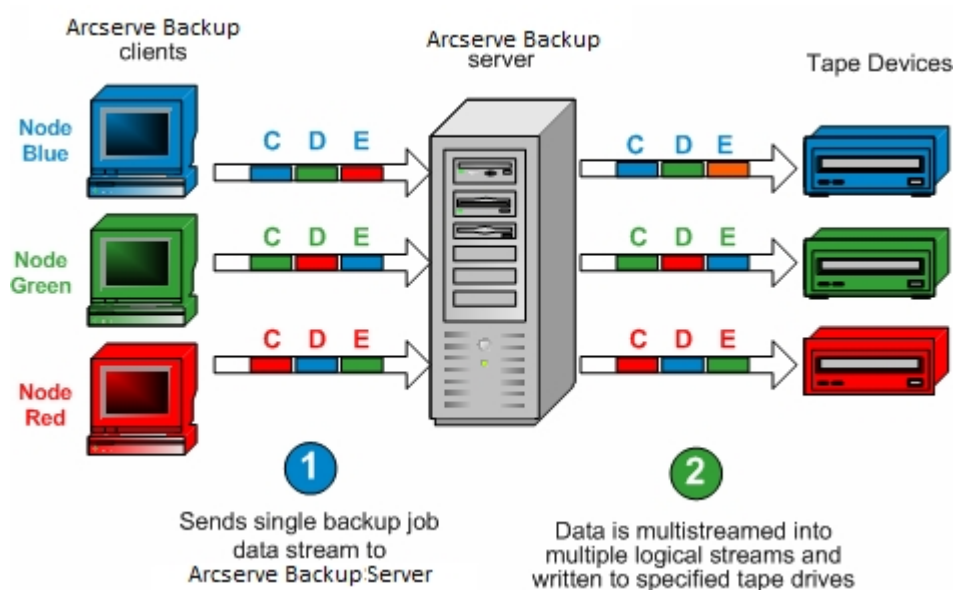 Arcserve Backup
clients
Arcserve Backup
server
Tape Devices
Node
Blue
C D E
C D E
Node
Green
C D E
C D E
Node
Red
C D E
C D E
1
Sends single backup job
data stream to
Arcserve Backup Server
2
Data is multistreamed into
multiple logical streams and
written to specified tape drives